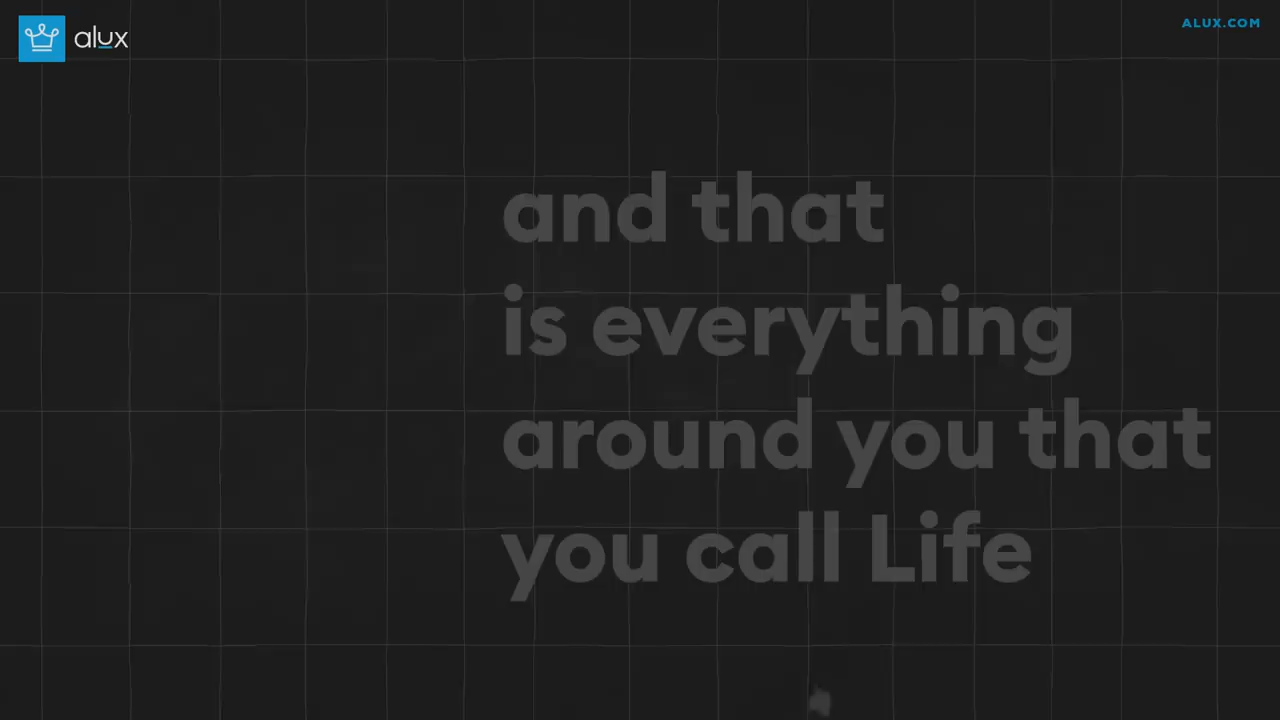 alux
ALUX.COM
and that
is everything
around you that
you call Life